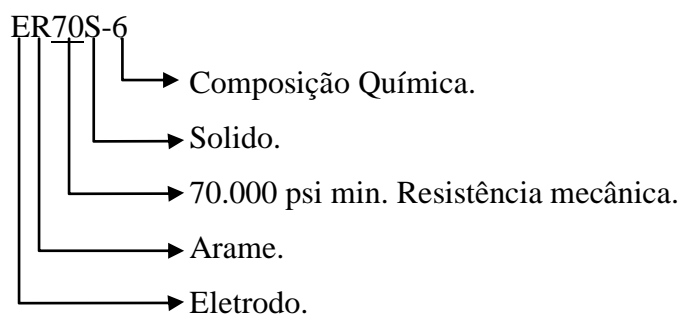 ER70S-6
Composição Química.
Solido.
70.000 psi min. Resistência mecânica.
Arame.
Eletrodo.